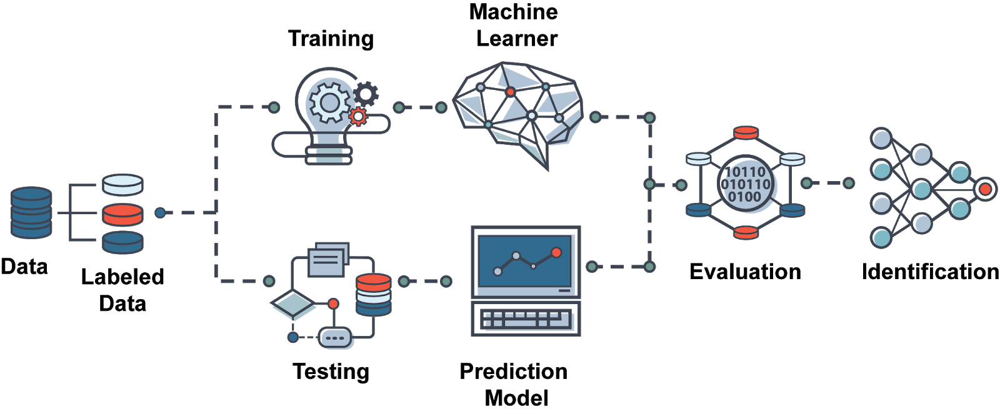 Machine
Learner
Training
10110
010110
0100
Data
Labeled
Data
Evaluation
Identification
Testing
Prediction
Model